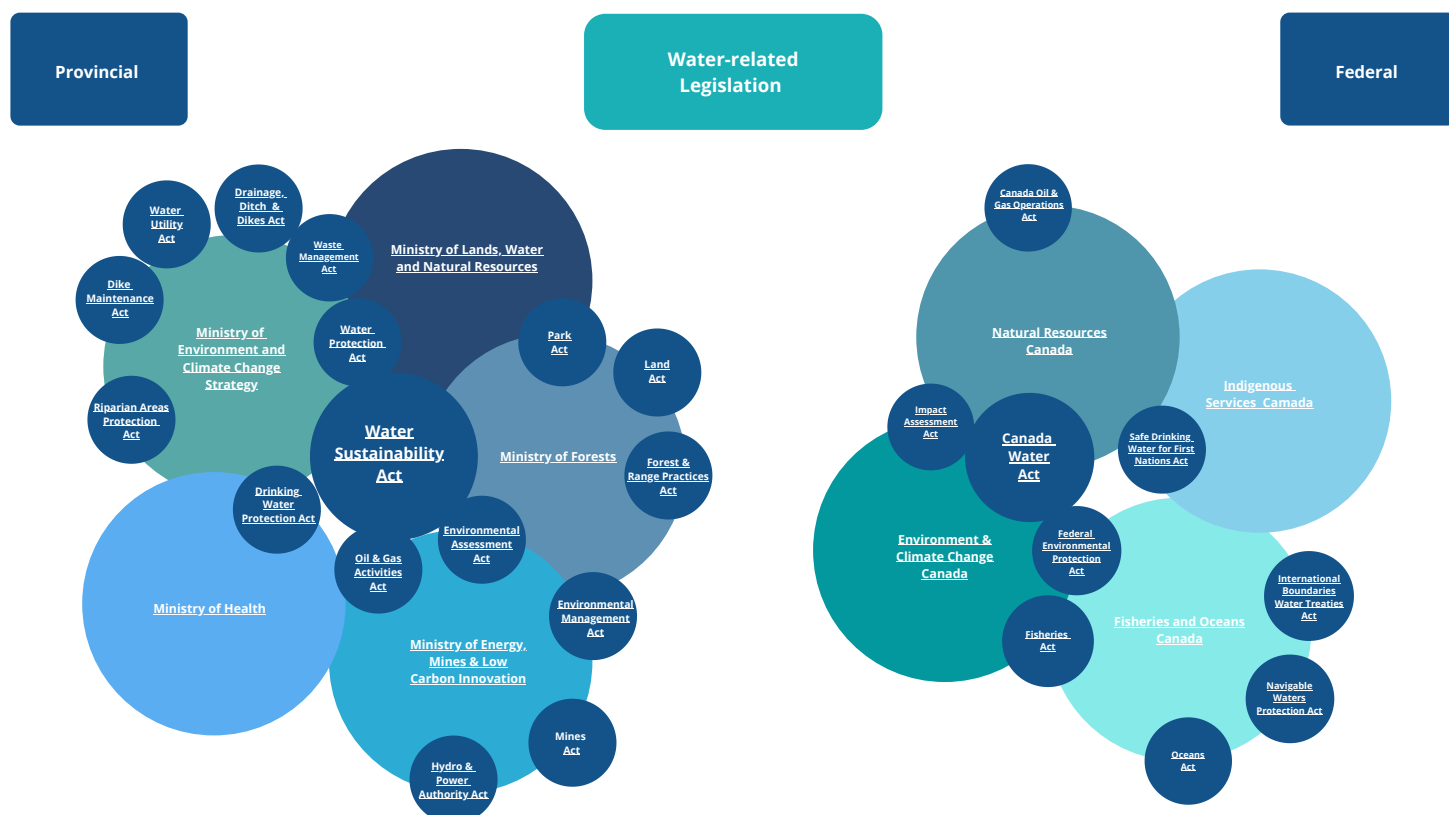 Provincial
Water-related
Legislation
Federal
Drainage,
Ditch &
Dikes Act
Water
Utility
Act
Waste
Management
Act
Ministry of Lands, Water
and Natural Resources
Dike
Maintenance
Act
Ministry of
Environment and
Climate Change
Strategy
Water
Protection
Act
Park
Act
Land
Act
Riparian Areas
Protection
Act
Water
Sustainability
Act
Ministry of Forests
Forest &
Range Practices
Act
Drinking
Water
Protection Act
Environmental
Assessment
Act
Oil & Gas
Activities
Act
Ministry of Health
Environmental
Management
Act
Ministry of Energy,
Mines & Low
Carbon Innovation
Mines
Act
Hydro &
Power
Authority Act
Canada Oil &
Gas Operations
Act
Natural Resources
Canada
Indigenous
Services Camada
Impact
Assessment
Act
Canada
Water
Act
Safe Drinking
Water for First
Nations Act
Environment &
Climate Change
Canada
Federal
Environmental
Protection
Act
International
Boundaries
Water Treaties
Act
Fisheries and Oceans
Canada
Fisheries
Act
Navigable
Waters
Protection Act
Oceans
Act